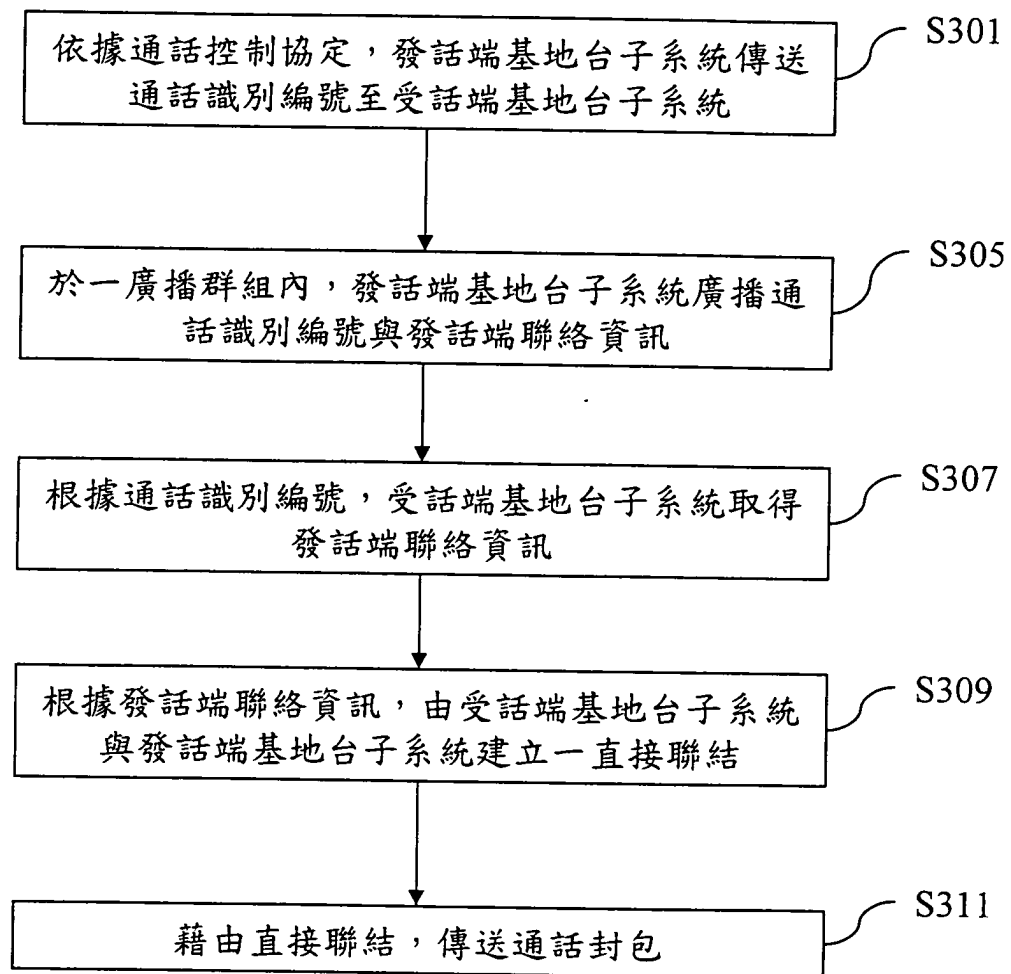 依據通話控制協定，發話端基地台子系統傳送
通話識別編號至受話端基地台子系統
S301
於一廣播群組內，發話端基地台子系統廣播通
話識別編號與發話端聯絡資訊
S305
根據通話識別編號，受話端基地台子系統取得
發話端聯絡資訊
S307
根據發話端聯絡資訊，由受話端基地台子系統
與發話端基地台子系統建立一直接聯結
S309
藉由直接聯結，傳送通話封包
S311